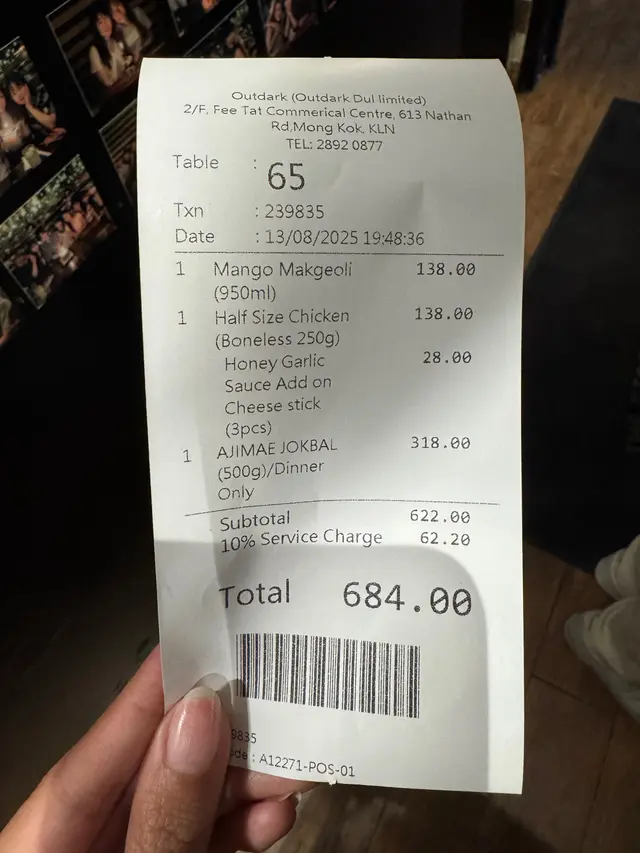 Outdark (Outdark Dul limited)
2/F, Fee Tat Commerical Centre, 613 Nathan
Rd,Mong Kok, KLN
TEL: 2892 0877
Table : 65
Txn : 239835
Date : 13/08/2025 19:48:36
1 Mango Makgeoli 138.00
(950ml)
1 Half Size Chicken 138.00
(Boneless 250g)
Honey Garlic 28.00
Sauce Add on
Cheese stick
(3pcs)
1 AJIMAE JOKBAL 318.00
(500g)/Dinner
Only
Subtotal 622.00
10% Service Charge 62.20
Total 684.00
9835
: A12271-POS-01